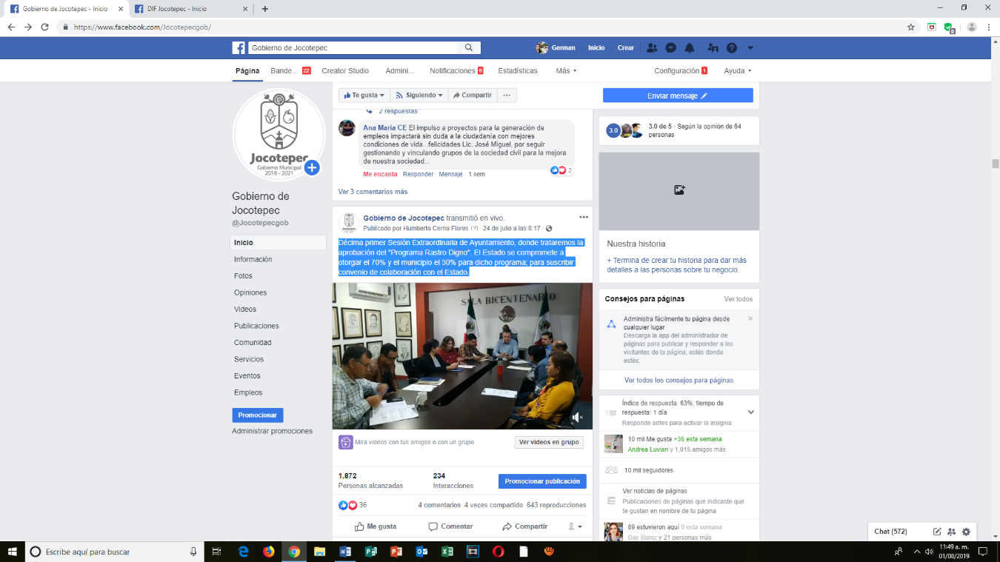 Gobierno de Jocotepec - Inicio
DIF Jocotepec - Inicio
https://www.facebook.com/Jocotepecgob/
Gobierno de Jocotepec
German
Inicio
Crear
Página
Bande... 22
Creator Studio
Admini...
Notificaciones 6
Estadísticas
Más
Configuración 1
Ayuda
Jocotepec
Gobierno Municipal
2018 - 2021
Gobierno de
Jocotepec
@Jocotepecgob
Inicio
Información
Fotos
Opiniones
Videos
Publicaciones
Comunidad
Servicios
Eventos
Empleos
Promocionar
Administrar promociones
Te gusta
Siguiendo
Compartir
2 respuestas
Ana María CE El impulso a proyectos para la generación de
empleos impactará sin duda a la ciudadanía con mejores
condiciones de vida...felicidades Lic. José Miguel, por seguir
gestionando y vinculando grupos de la sociedad civil para la mejora
de nuestra sociedad...
2
Me encanta · Responder · Mensaje · 1 sem
Ver 3 comentarios más
Gobierno de Jocotepec transmitió en vivo.
Publicado por Humberto Cerna Flores [?] · 24 de julio a las 8:17 ·
Décima primer Sesión Extraordinaria de Ayuntamiento, donde trataremos la
aprobación del "Programa Rastro Digno". El Estado se compromete a
otorgar el 70% y el municipio el 30% para dicho programa; para suscribir
convenio de colaboración con el Estado.
SALA BICENTENARIO
Mira videos con tus amigos o con un grupo
Ver videos en grupo
1,872
Personas alcanzadas
234
Interacciones
Promocionar publicación
36
4 comentarios 4 veces compartido 643 reproducciones
Me gusta
Comentar
Compartir
Enviar mensaje
3.0
3.0 de 5 · Según la opinión de 64
personas
Nuestra historia
+ Termina de crear tu historia para dar más
detalles a las personas sobre tu negocio.
Consejos para páginas
Ver todos
Administra fácilmente tu página desde
cualquier lugar
Descarga la app del administrador de
páginas para publicar y responder a los
visitantes de la página, estés donde
estés.
Ver todos los consejos para páginas
Índice de respuesta: 63%; tiempo de
respuesta: 1 día
Responde antes para activar la insignia
10 mil Me gusta +36 esta semana
Andrea Luvian y 1,015 amigos más
10 mil seguidores
Ver noticias de páginas
Publicaciones de páginas que indicaste que
te gustan en nombre de tu página
89 estuvieron aquí 0 esta semana
Day Barez y 21 personas más
Chat (572)
Escribe aquí para buscar
11:49 a. m.
01/08/2019